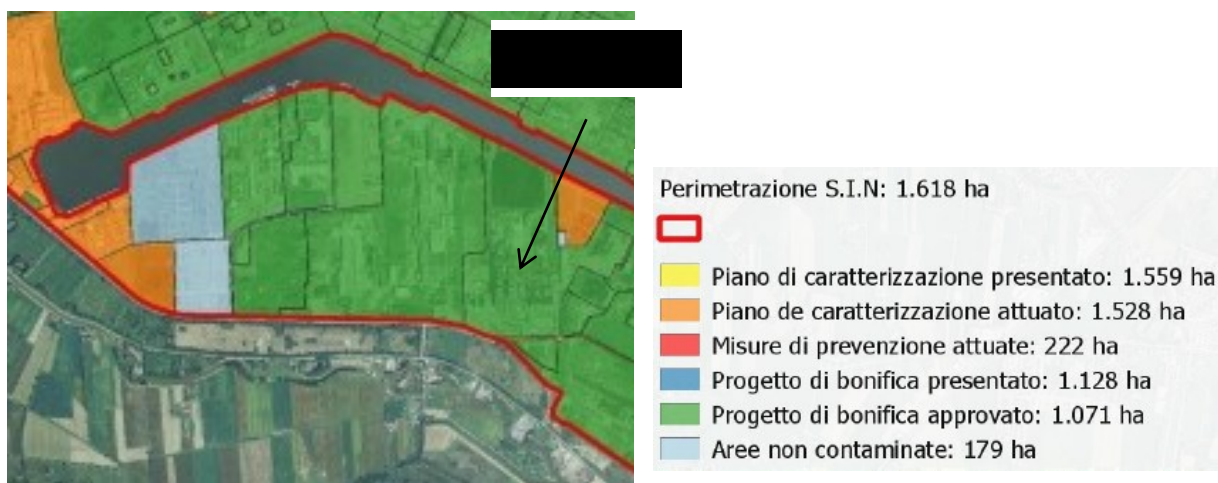 Perimetrazione S.I.N: 1.618 ha
Piano di caratterizzazione presentato: 1.559 ha
Piano de caratterizzazione attuato: 1.528 ha
Misure di prevenzione attuate: 222 ha
Progetto di bonifica presentato: 1.128 ha
Progetto di bonifica approvato: 1.071 ha
Aree non contaminate: 179 ha